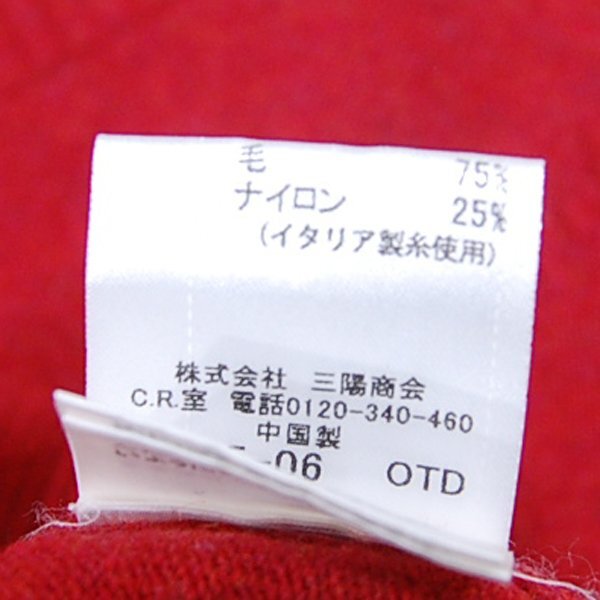 毛 75%
ナイロン 25%
(イタリア製糸使用)
株式会社 三陽商会
C.R.室 電話0120-340-460
中国製
-06 OTD